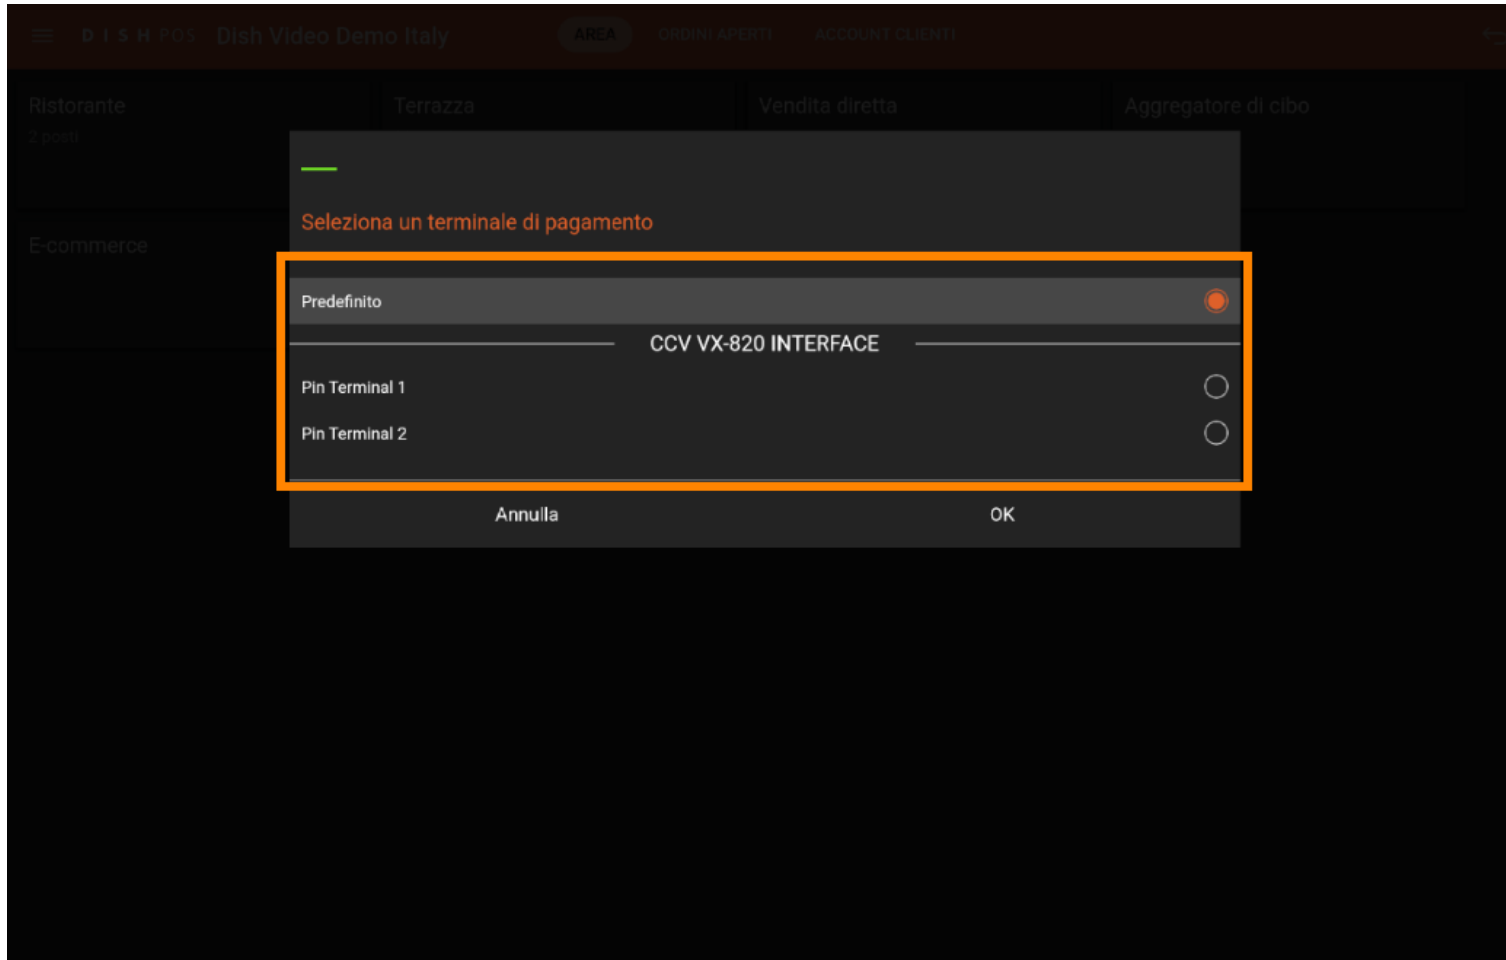 DISH POS Dish Video Demo Italy AREA ORDINI APERTI ACCOUNT CLIENTI
Ristorante Terrazza Vendita diretta Aggregatore di cibo
2 posti
Seleziona un terminale di pagamento
E-commerce
Predefinito
CCV VX-820 INTERFACE
Pin Terminal 1
Pin Terminal 2
Annulla OK